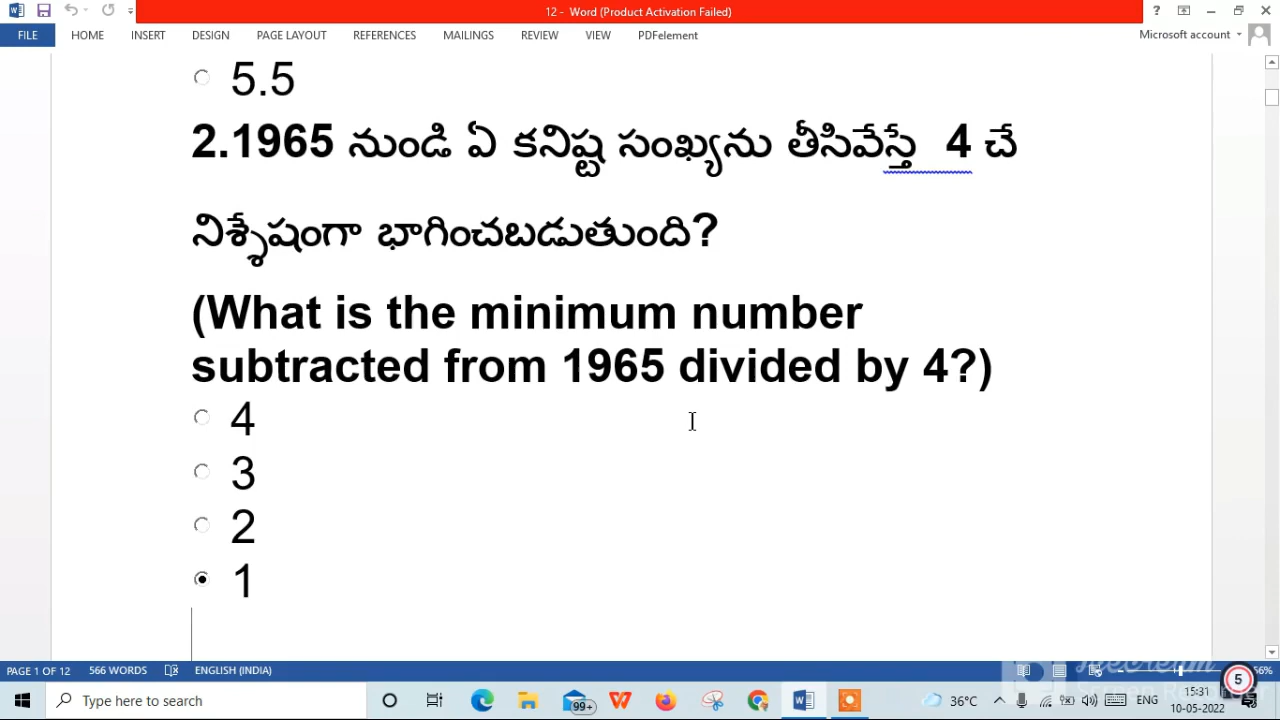 12 - Word (Product Activation Failed)
FILE HOME INSERT DESIGN PAGE LAYOUT REFERENCES MAILINGS REVIEW VIEW PDFelement Microsoft account
5.5
2.1965 నుండి ఏ కనిష్ట సంఖ్యను తీసివేస్తే 4 చే
నిశ్శేషంగా భాగించబడుతుంది?
(What is the minimum number
subtracted from 1965 divided by 4?)
4
3
2
1
PAGE 1 OF 12 566 WORDS ENGLISH (INDIA)
5
Type here to search 99+ 36°C ENG 15:31
10-05-2022